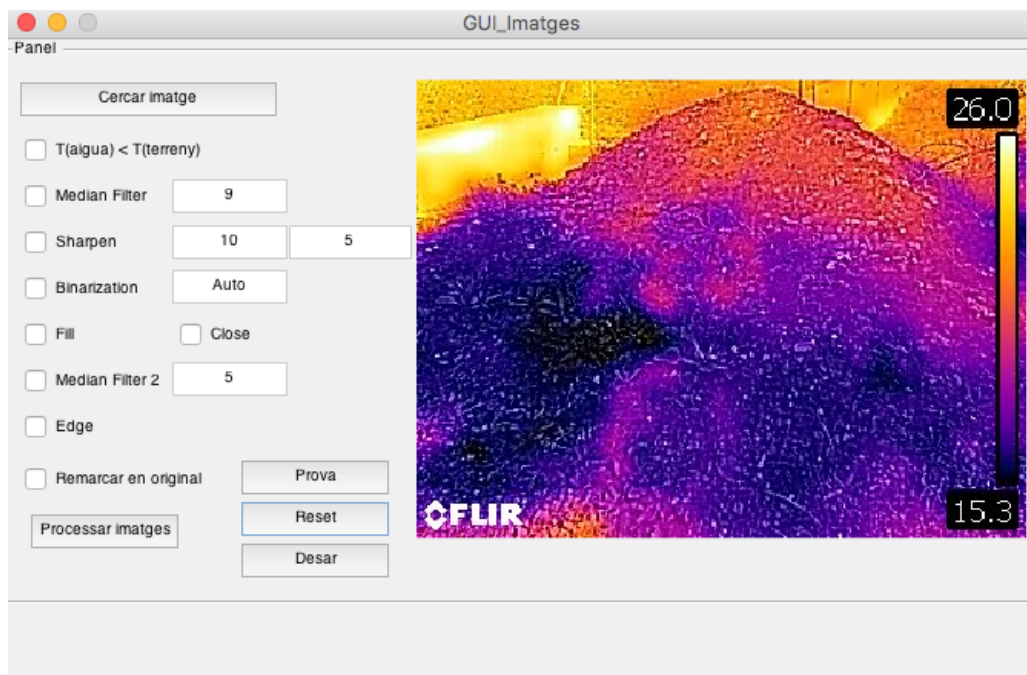 GUI_Imatges
Panel
Cercar imatge
T(aigua) < T(terreny)
Median Filter 9
Sharpen 10 5
Binarization Auto
Fill Close
Median Filter 2 5
Edge
Remarcar en original
Prova
Processar imatges
Reset
Desar
26.0
15.3
FLIR